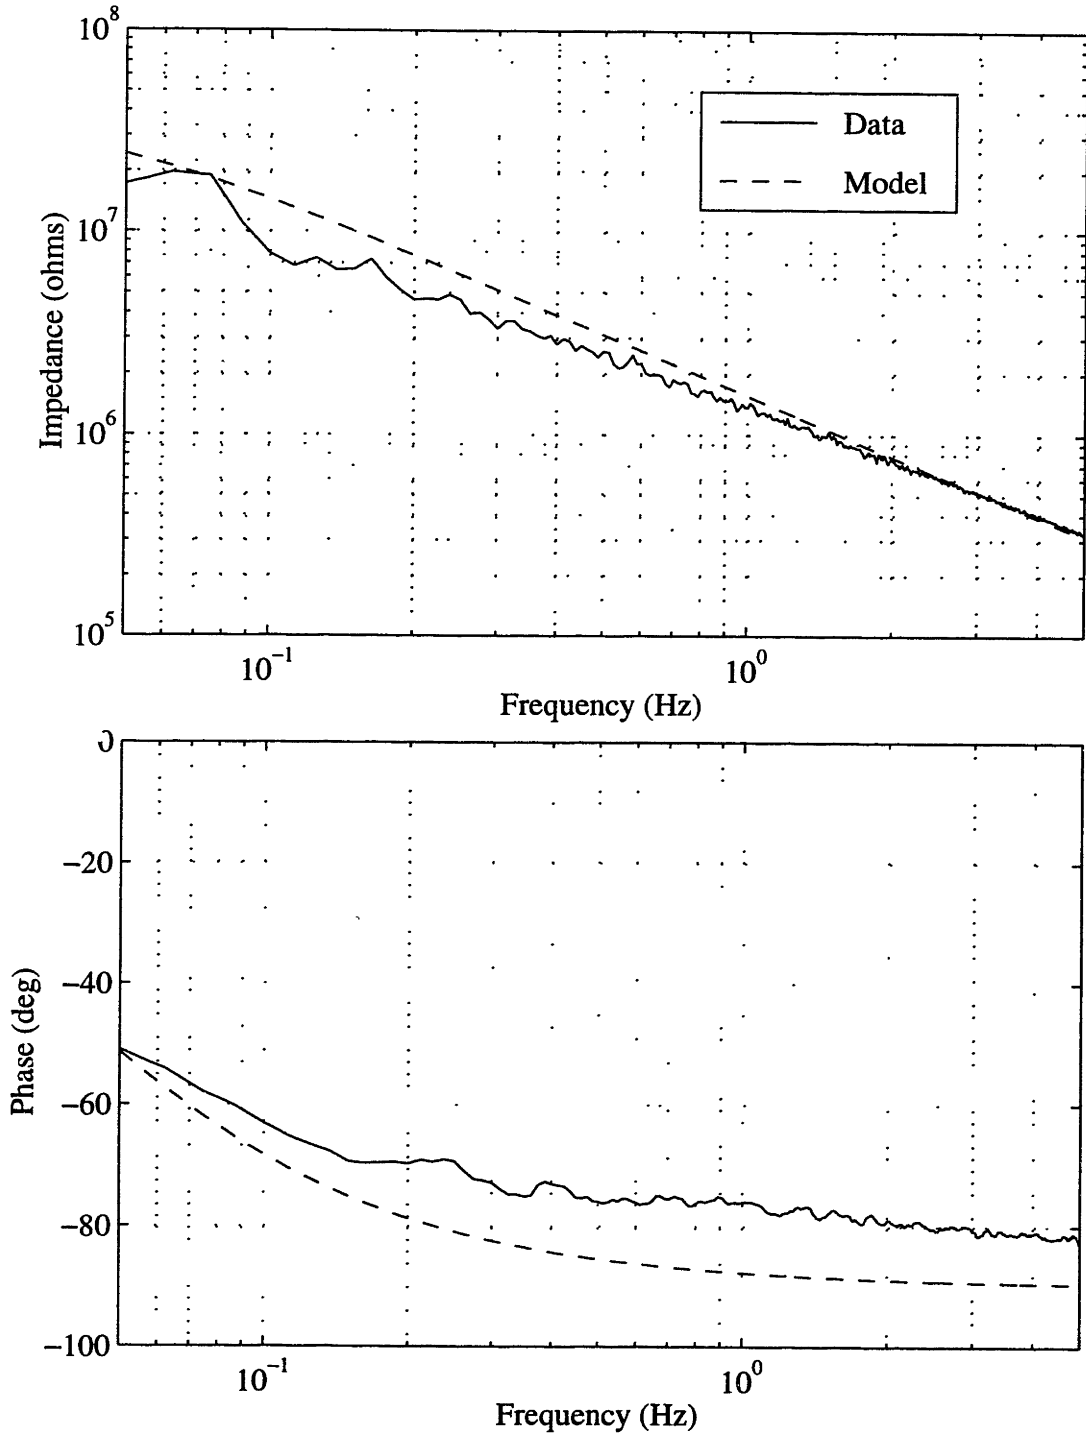 10^8
Data
Model
10^7
Impedance (ohms)
10^6
10^5
10^-1
10^0
Frequency (Hz)
0
-20
-40
Phase (deg)
-60
-80
-100
10^-1
10^0
Frequency (Hz)